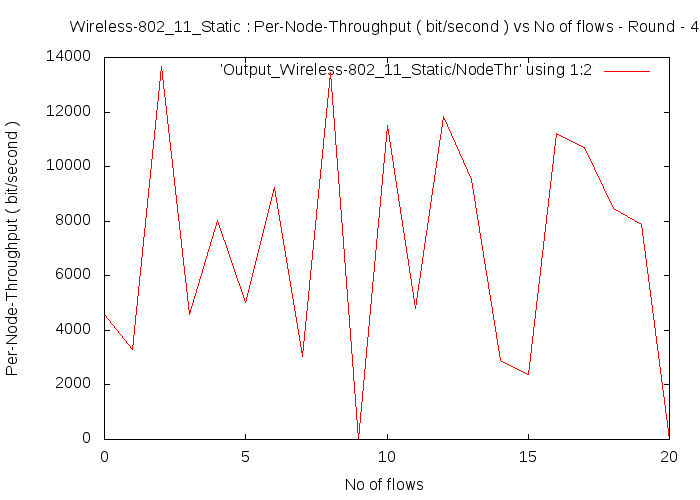 Wireless-802_11_Static : Per-Node-Throughput ( bit/second ) vs No of flows - Round - 4
'Output_Wireless-802_11_Static/NodeThr' using 1:2
Per-Node-Throughput ( bit/second )
14000
12000
10000
8000
6000
4000
2000
0
0 5 10 15 20
No of flows